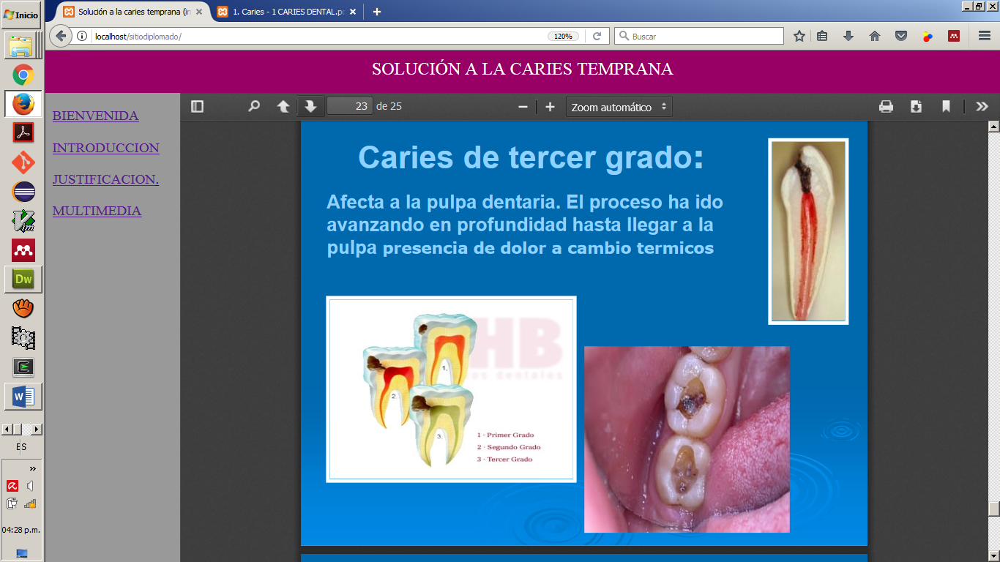 Inicio
Solución a la caries temprana (in
1. Caries - 1 CARIES DENTAL.pd
localhost/sitiodiplomado/
120%
Buscar
SOLUCIÓN A LA CARIES TEMPRANA
BIENVENIDA
INTRODUCCION
JUSTIFICACION.
MULTIMEDIA
23 de 25
Zoom automático
Caries de tercer grado:
Afecta a la pulpa dentaria. El proceso ha ido
avanzando en profundidad hasta llegar a la
pulpa presencia de dolor a cambio termicos
HB
os dentales
1.
2.
3.
1 - Primer Grado
2 - Segundo Grado
3 - Tercer Grado
Dw
W
ES
04:28 p.m.